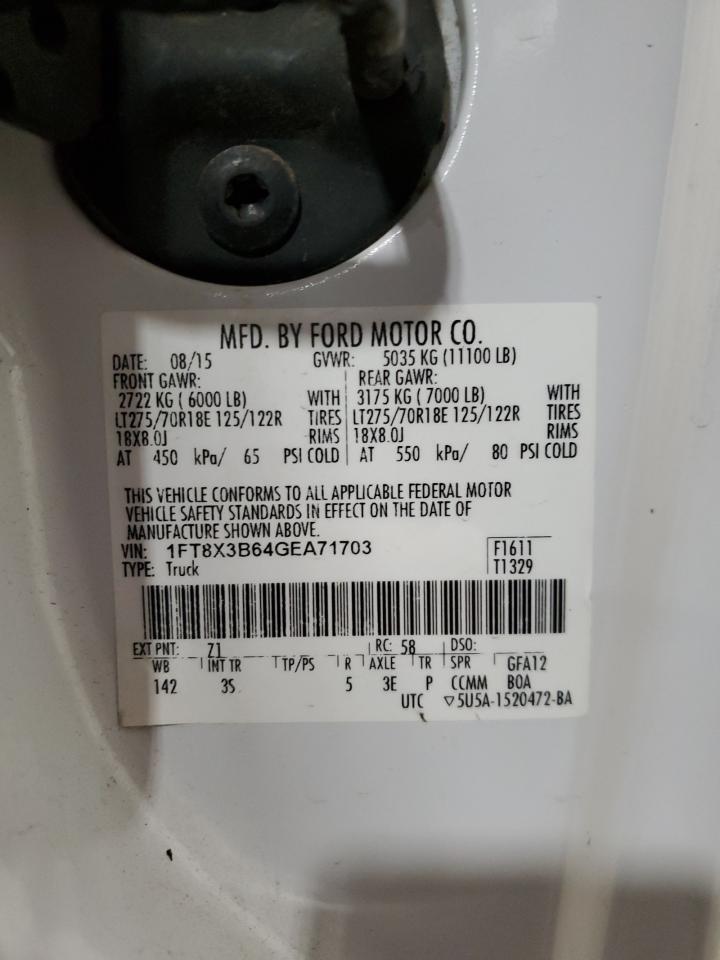 MFD. BY FORD MOTOR CO.
DATE: 08/15 GVWR: 5035 KG (11100 LB)
FRONT GAWR: REAR GAWR:
2722 KG ( 6000 LB) WITH 3175 KG ( 7000 LB) WITH
LT275/70R18E 125/122R TIRES LT275/70R18E 125/122R TIRES
18X8.0J RIMS 18X8.0J RIMS
AT 450 kPa/ 65 PSI COLD AT 550 kPa/ 80 PSI COLD
THIS VEHICLE CONFORMS TO ALL APPLICABLE FEDERAL MOTOR
VEHICLE SAFETY STANDARDS IN EFFECT ON THE DATE OF
MANUFACTURE SHOWN ABOVE.
VIN: 1FT8X3B64GEA71703 F1611
TYPE: Truck T1329
EXT PNT: Z1 RC: 58 DSO:
WB INT TR TP/PS R AXLE TR SPR GFA12
142 3S 5 3E P CCMM BOA
UTC ▽5U5A-1520472-BA